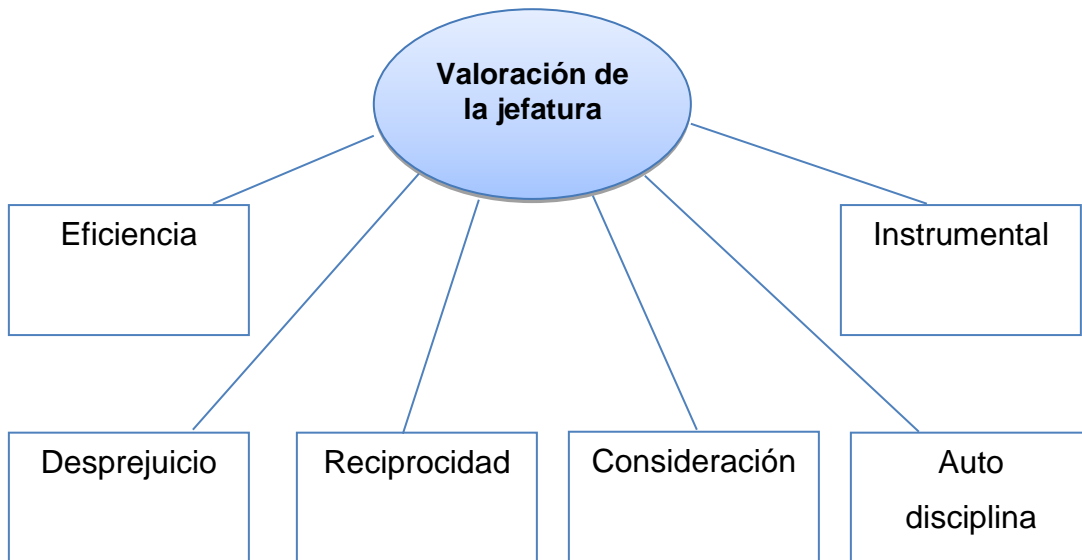 Valoración de
la jefatura
Eficiencia
Instrumental
Desprejuicio
Reciprocidad
Consideración
Auto
disciplina